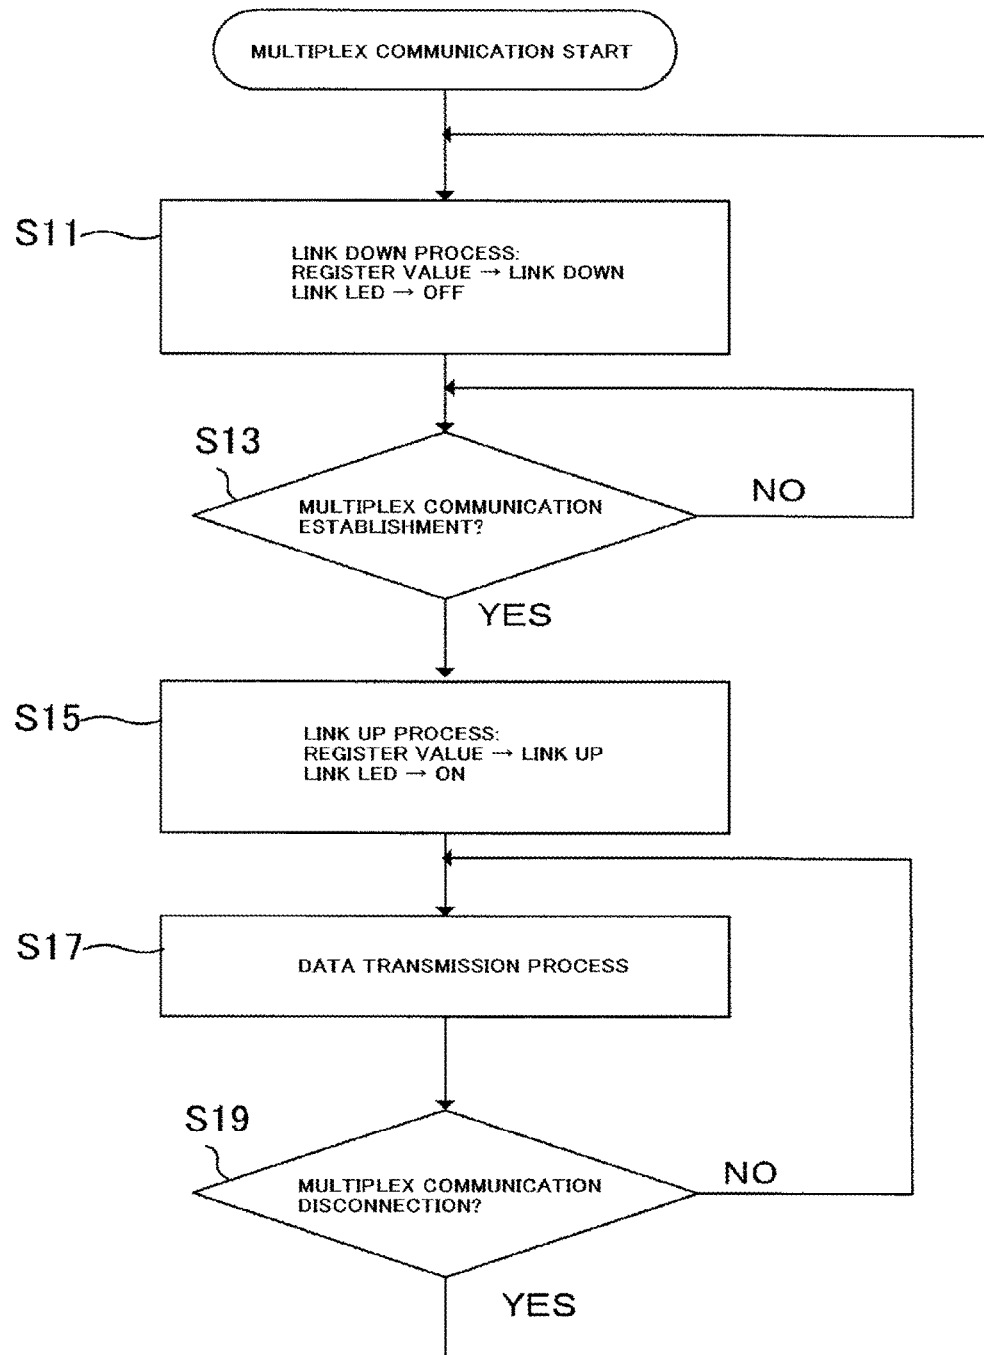 MULTIPLEX COMMUNICATION START
S11
LINK DOWN PROCESS:
REGISTER VALUE → LINK DOWN
LINK LED → OFF
S13
MULTIPLEX COMMUNICATION
ESTABLISHMENT?
NO
YES
S15
LINK UP PROCESS:
REGISTER VALUE → LINK UP
LINK LED → ON
S17
DATA TRANSMISSION PROCESS
S19
MULTIPLEX COMMUNICATION
DISCONNECTION?
NO
YES